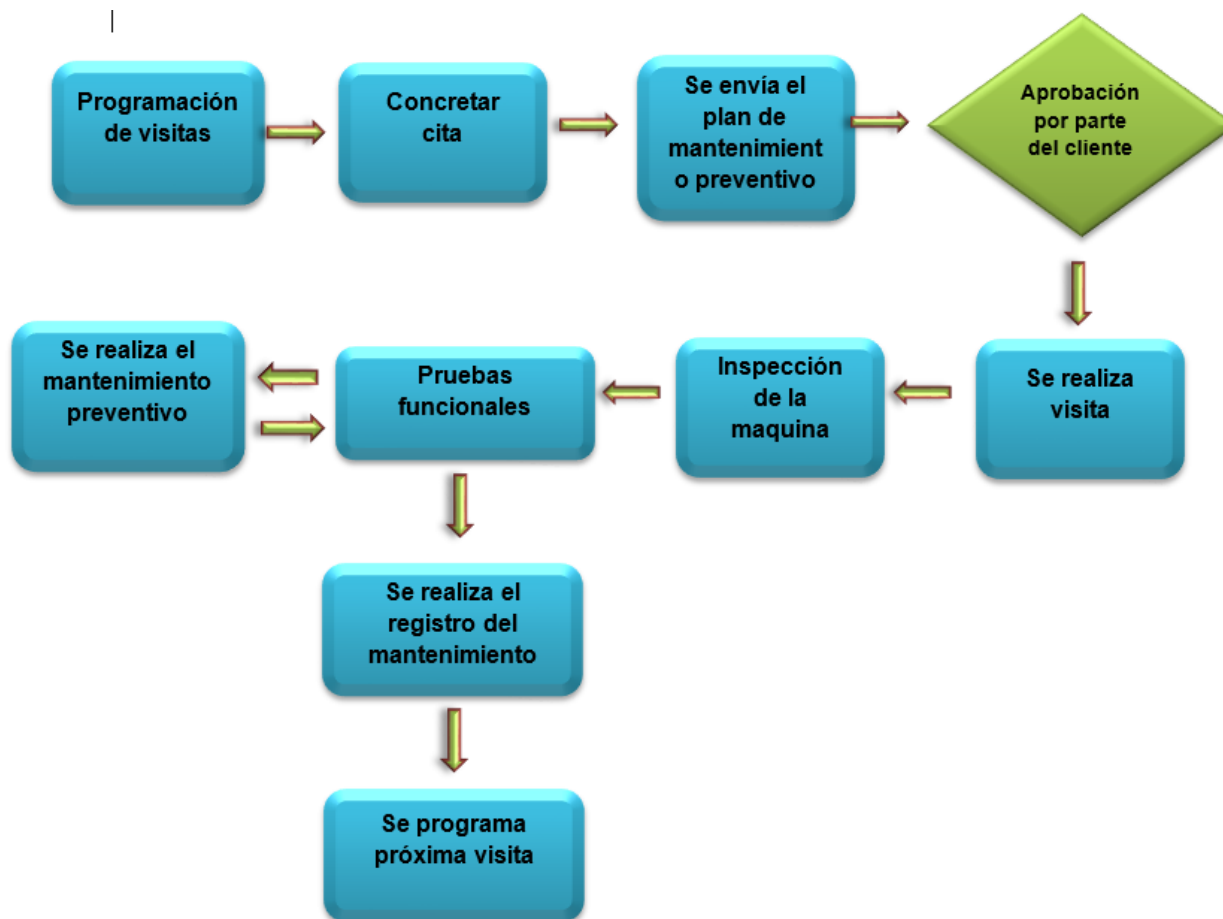 Programación
de visitas
Concretar
cita
Se envía el
plan de
mantenimient
o preventivo
Aprobación
por parte
del cliente
Se realiza el
mantenimiento
preventivo
Pruebas
funcionales
Inspección
de la
maquina
Se realiza
visita
Se realiza el
registro del
mantenimiento
Se programa
próxima visita